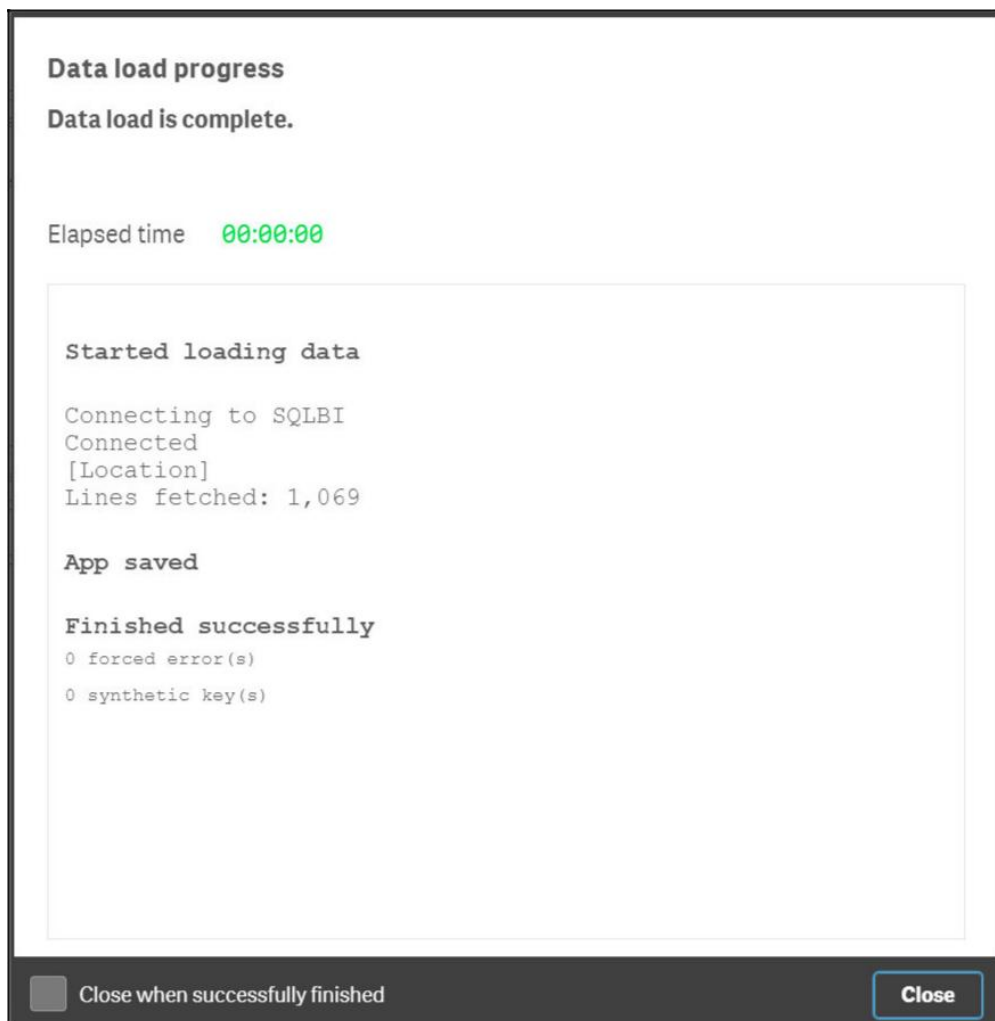 Data load progress
Data load is complete.
Elapsed time 00:00:00
Started loading data
Connecting to SQLBI
Connected
[Location]
Lines fetched: 1,069
App saved
Finished successfully
0 forced error(s)
0 synthetic key(s)
Close when successfully finished
Close